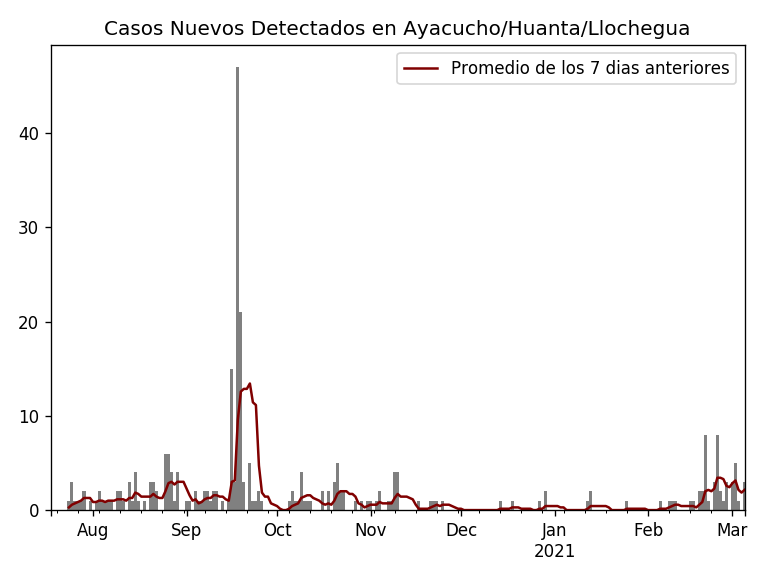 Casos Nuevos Detectados en Ayacucho/Huanta/Llochegua
Promedio de los 7 dias anteriores
40
30
20
10
0
Aug Sep Oct Nov Dec Jan Feb Mar
2021